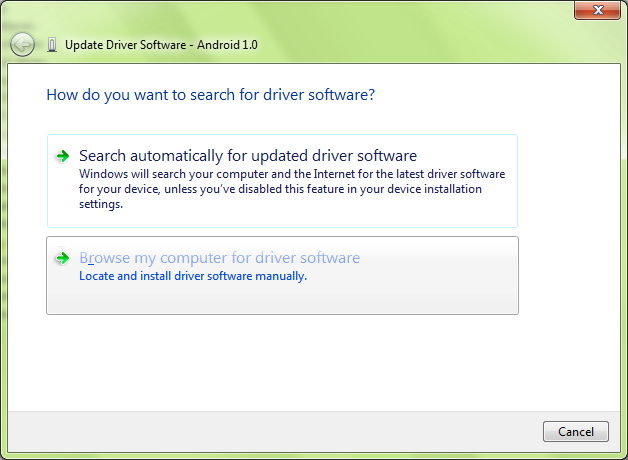 Update Driver Software - Android 1.0
How do you want to search for driver software?
Search automatically for updated driver software
Windows will search your computer and the Internet for the latest driver software
for your device, unless you've disabled this feature in your device installation
settings.
Browse my computer for driver software
Locate and install driver software manually.
Cancel